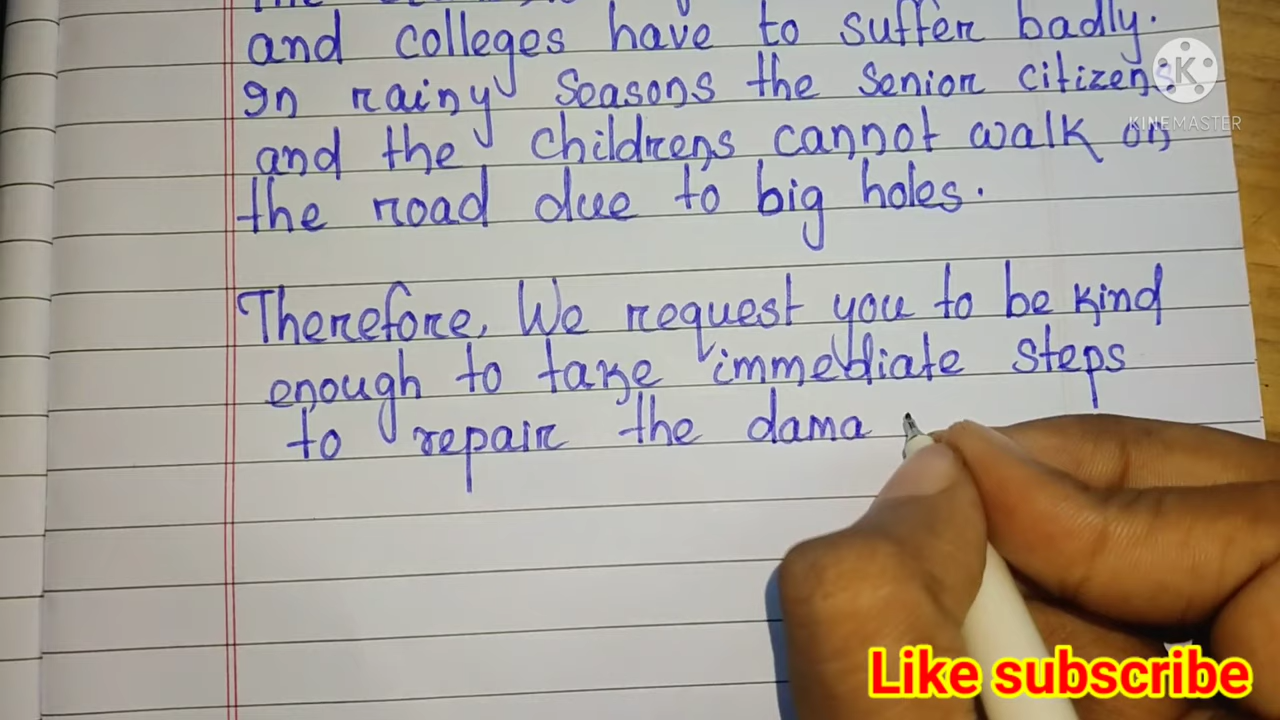 and colleges have to suffer badly.
In rainy seasons the senior citizens
and the childrens cannot walk on
the road due to big holes.
Therefore, We request you to be kind
enough to take immediate steps
to repair the dama
K
KINEMASTER
Like subscribe